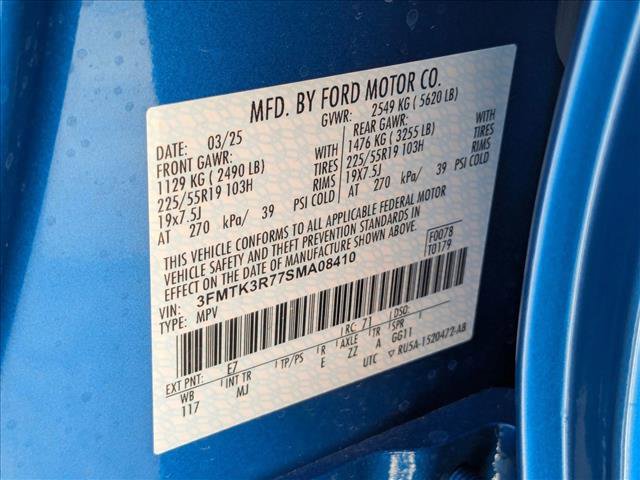 MFD. BY FORD MOTOR CO.
DATE: 03/25 GVWR: 2549 KG ( 5620 LB)
FRONT GAWR: REAR GAWR:
1129 KG ( 2490 LB) WITH 1476 KG ( 3255 LB) WITH
225/55R19 103H TIRES 225/55R19 103H TIRES
19x7.5J RIMS 19x7.5J RIMS
AT 270 kPa/ 39 PSI COLD AT 270 kPa/ 39 PSI COLD
THIS VEHICLE CONFORMS TO ALL APPLICABLE FEDERAL MOTOR
VEHICLE SAFETY AND THEFT PREVENTION STANDARDS IN
EFFECT ON THE DATE OF MANUFACTURE SHOWN ABOVE.
VIN: 3FMTK3R77SMA08410 F0078
TYPE: MPV T0179
EXT PNT: E7 RC: 71 DSO:
WB INT TR TP/PS R AXLE TR SPR
117 MJ E ZZ A GG11
UTC ▽ RU5A-1520472-AB